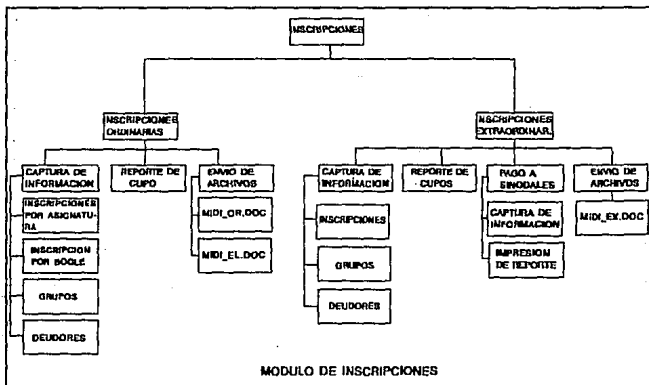 INSCRIPCIONES
INSCRIPCIONES
ORDINARIAS
INSCRIPCIONES
EXTRAORDINAR.
CAPTURA DE
INFORMACION
REPORTE DE
CUPO
ENVIO DE
ARCHIVOS
CAPTURA DE
INFORMACION
REPORTE DE
CUPOS
PAGO A
SINODALES
ENVIO DE
ARCHIVOS
INSCRIPCIONES
POR ASIGNATU-
RA
MIDI_OR.DOC
INSCRIPCIONES
CAPTURA DE
INFORMACION
MIDI_EX.DOC
INSCRIPCION
POR
MIDI_EL.DOC
GRUPOS
IMPRESION
DE REPORTE
GRUPOS
DEUDORES
DEUDORES
MODULO DE INSCRIPCIONES